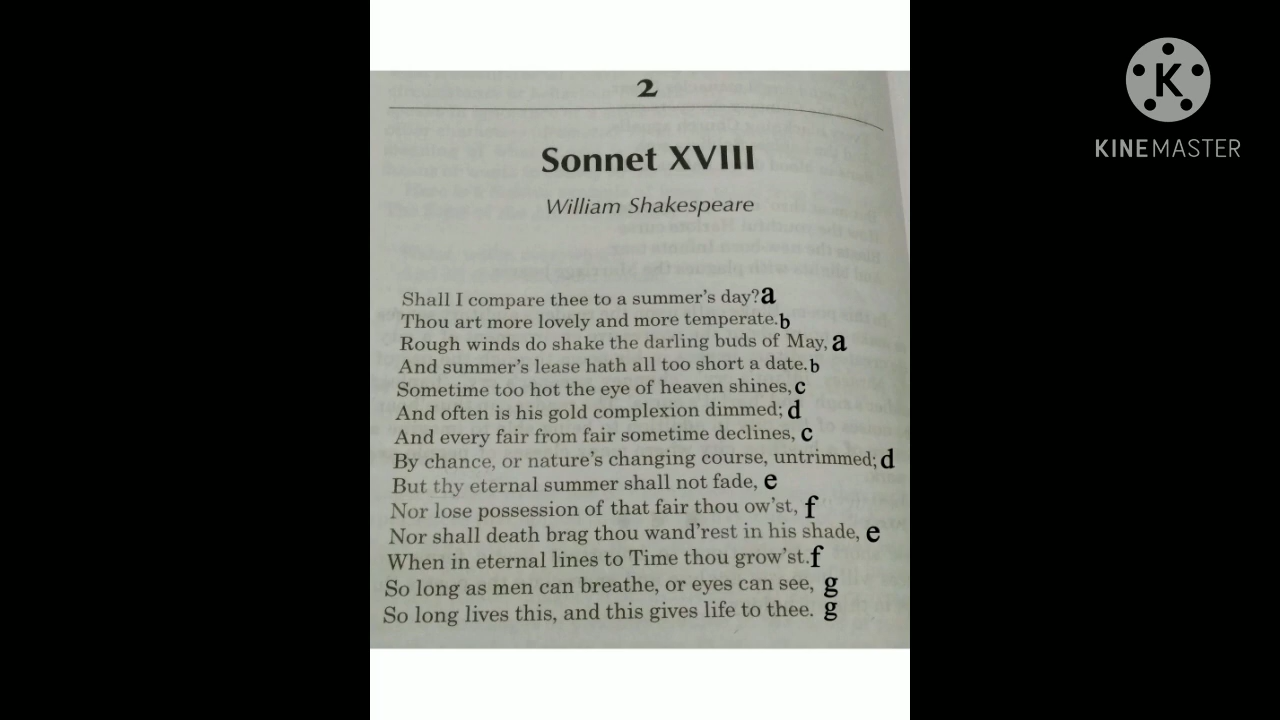 2
Sonnet XVIII
William Shakespeare
Shall I compare thee to a summer's day? a
Thou art more lovely and more temperate. b
Rough winds do shake the darling buds of May, a
And summer's lease hath all too short a date. b
Sometime too hot the eye of heaven shines, c
And often is his gold complexion dimmed; d
And every fair from fair sometime declines, c
By chance, or nature's changing course, untrimmed; d
But thy eternal summer shall not fade, e
Nor lose possession of that fair thou ow'st, f
Nor shall death brag thou wand'rest in his shade, e
When in eternal lines to Time thou grow'st. f
So long as men can breathe, or eyes can see, g
So long lives this, and this gives life to thee. g
K
KINEMASTER